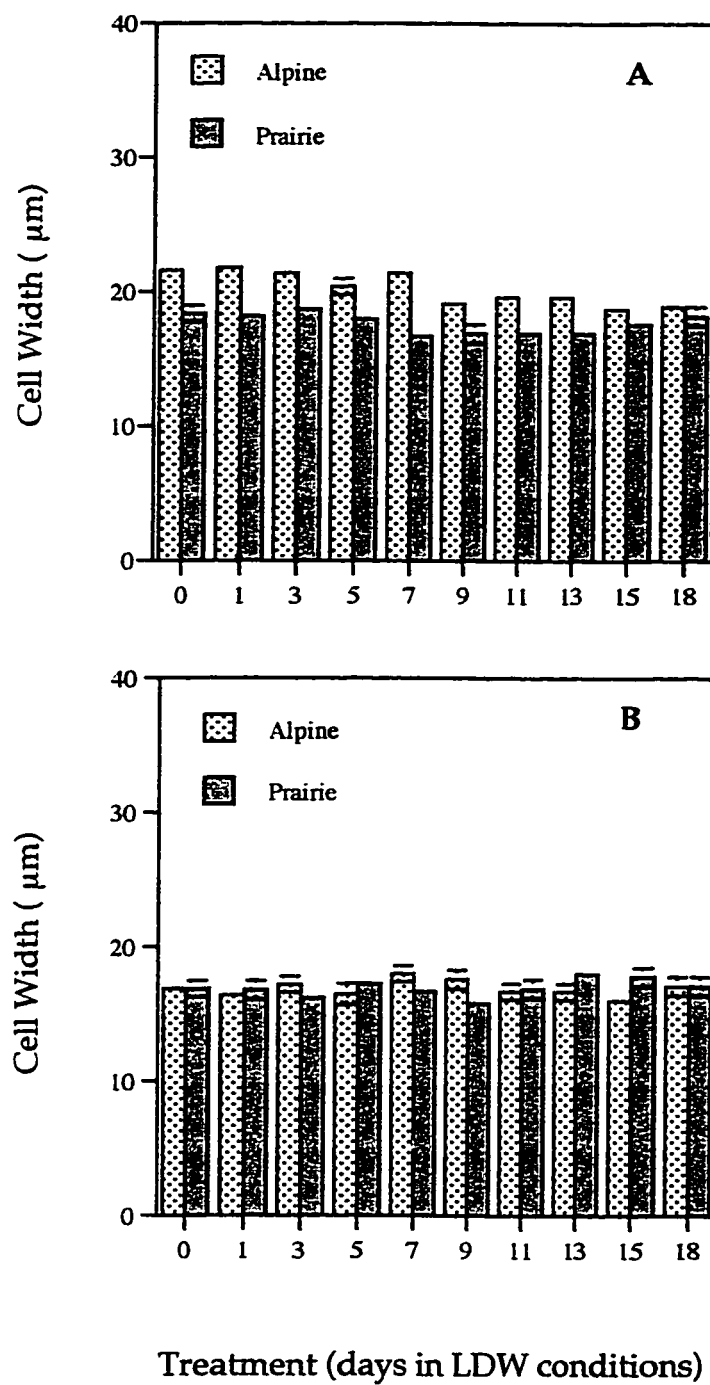 40
A
Alpine
Prairie
30
20
10
0
Cell Width ( μm)
0 1 3 5 7 9 11 13 15 18
40
B
Alpine
Prairie
30
20
10
0
Cell Width ( μm)
0 1 3 5 7 9 11 13 15 18
Treatment (days in LDW conditions)